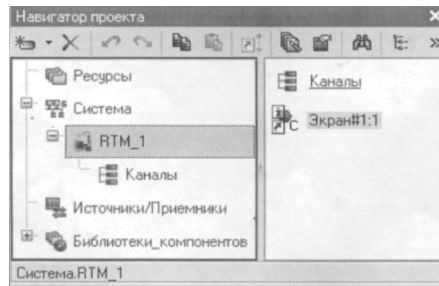 Навигатор проекта
Ресурсы
Система
RTM_1
Каналы
Источники/Приемники
Библиотеки_компонентов
Каналы
Экран#1:1
Система.RTM_1